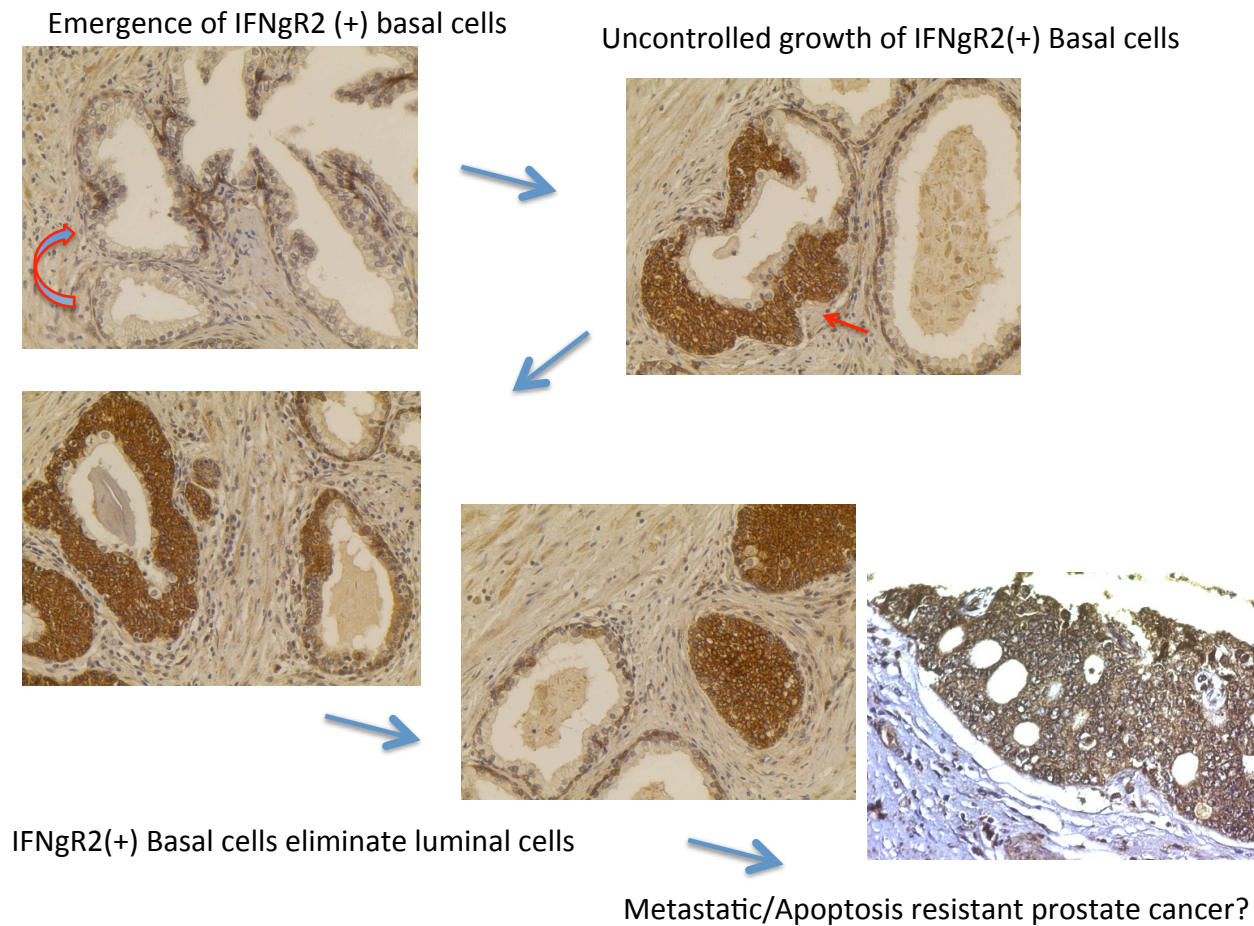 Emergence of IFNgR2 (+) basal cells
Uncontrolled growth of IFNgR2(+) Basal cells
IFNgR2(+) Basal cells eliminate luminal cells
Metastatic/Apoptosis resistant prostate cancer?